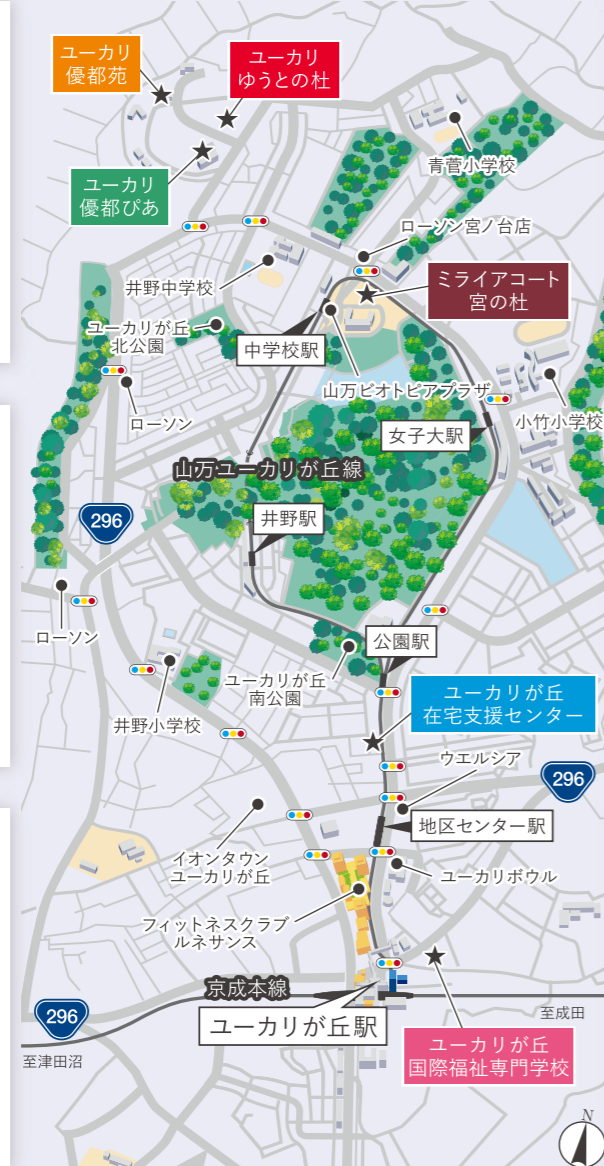 ユーカリ
優都苑
ユーカリ
ゆうとの杜
青菅小学校
ユーカリ
優都ぴあ
ローソン宮ノ台店
井野中学校
ミライアコート
宮の杜
ユーカリが丘
北公園
中学校駅
山万ビオトピアプラザ
ローソン
女子大駅
小竹小学校
山万ユーカリが丘線
296
井野駅
ローソン
公園駅
ユーカリが丘
南公園
ユーカリが丘
在宅支援センター
井野小学校
ウエルシア
296
地区センター駅
イオンタウン
ユーカリが丘
ユーカリボウル
フィットネスクラブ
ルネサンス
京成本線
296
ユーカリが丘駅
至成田
至津田沼
ユーカリが丘
国際福祉専門学校
N